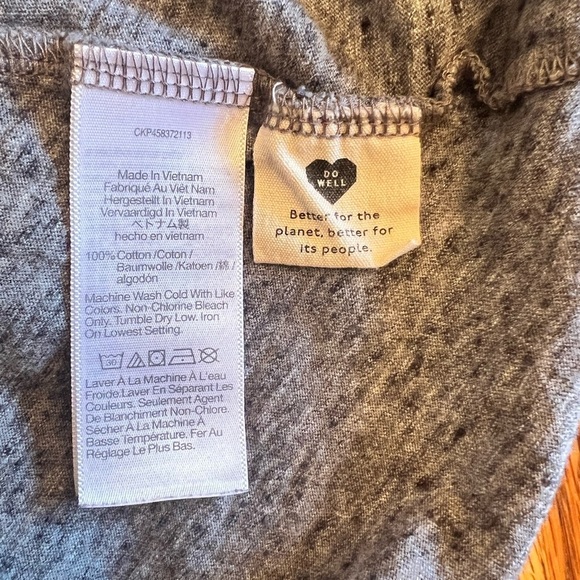 CKP458372113
Made In Vietnam
Fabriqué Au Viêt Nam
Hergestellt In Vietnam
Vervaardigd In Vietnam
ベトナム製
hecho en vietnam
100% Cotton /Coton /
Baumwolle /Katoen /綿 /
algodón
Machine Wash Cold With Like
Colors. Non-Chlorine Bleach
Only. Tumble Dry Low. Iron
On Lowest Setting.
30
Laver À La Machine À L'eau
Froide.Laver En Séparant Les
Couleurs. Seulement Agent
De Blanchiment Non-Chlore.
Sécher À La Machine À
Basse Température. Fer Au
Réglage Le Plus Bas.
DO
WELL
Better for the
planet, better for
its people.